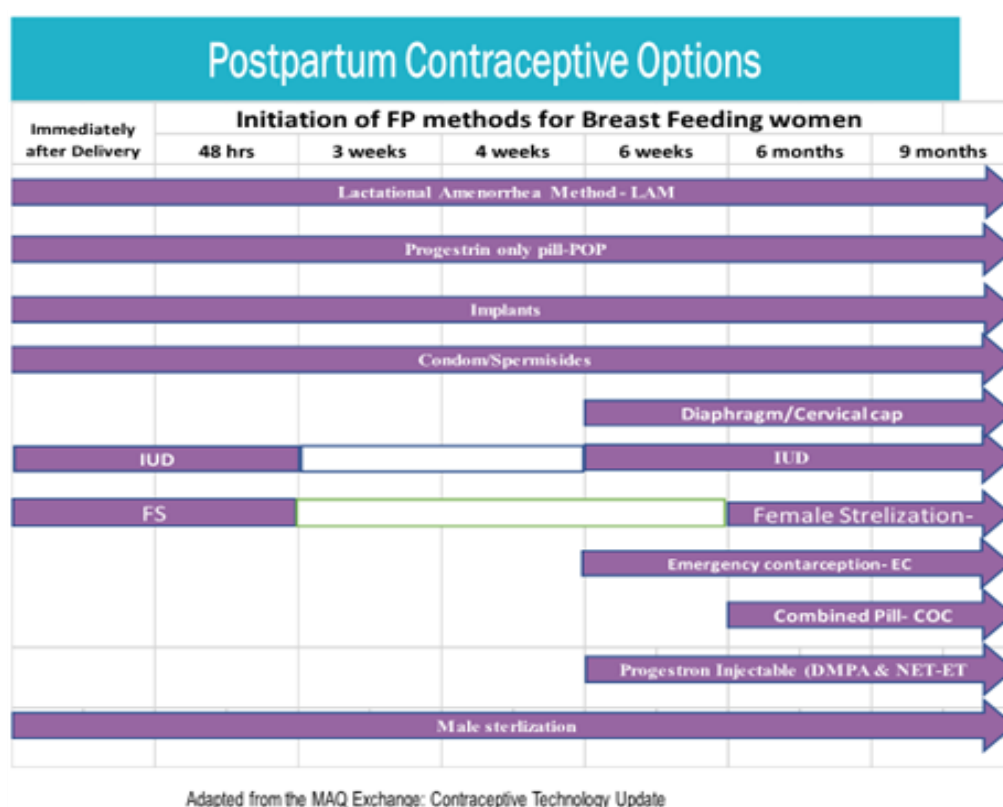 Postpartum Contraceptive Options
Initiation of FP methods for Breast Feeding women
Immediately
after Delivery 48 hrs 3 weeks 4 weeks 6 weeks 6 months 9 months
Lactational Amenorrhea Method- LAM
Progestrin only pill-POP
Implants
Condom/Spermisides
Diaphragm/Cervical cap
IUD IUD
FS Female Strelization-
Emergency contarception- EC
Combined Pill- COC
Progestron Injectable (DMPA & NET-ET
Male sterlization
Adapted from the MAQ Exchange: Contraceptive Technology Update